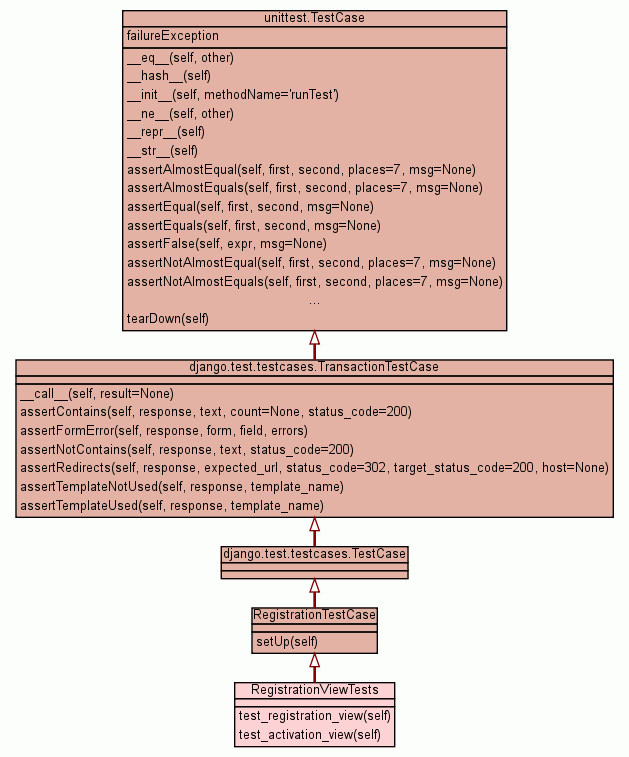 unittest.TestCase
failureException
__eq__(self, other)
__hash__(self)
__init__(self, methodName='runTest')
__ne__(self, other)
__repr__(self)
__str__(self)
assertAlmostEqual(self, first, second, places=7, msg=None)
assertAlmostEquals(self, first, second, places=7, msg=None)
assertEqual(self, first, second, msg=None)
assertEquals(self, first, second, msg=None)
assertFalse(self, expr, msg=None)
assertNotAlmostEqual(self, first, second, places=7, msg=None)
assertNotAlmostEquals(self, first, second, places=7, msg=None)
...
tearDown(self)
django.test.testcases.TransactionTestCase
__call__(self, result=None)
assertContains(self, response, text, count=None, status_code=200)
assertFormError(self, response, form, field, errors)
assertNotContains(self, response, text, status_code=200)
assertRedirects(self, response, expected_url, status_code=302, target_status_code=200, host=None)
assertTemplateNotUsed(self, response, template_name)
assertTemplateUsed(self, response, template_name)
django.test.testcases.TestCase
RegistrationTestCase
setUp(self)
RegistrationViewTests
test_registration_view(self)
test_activation_view(self)